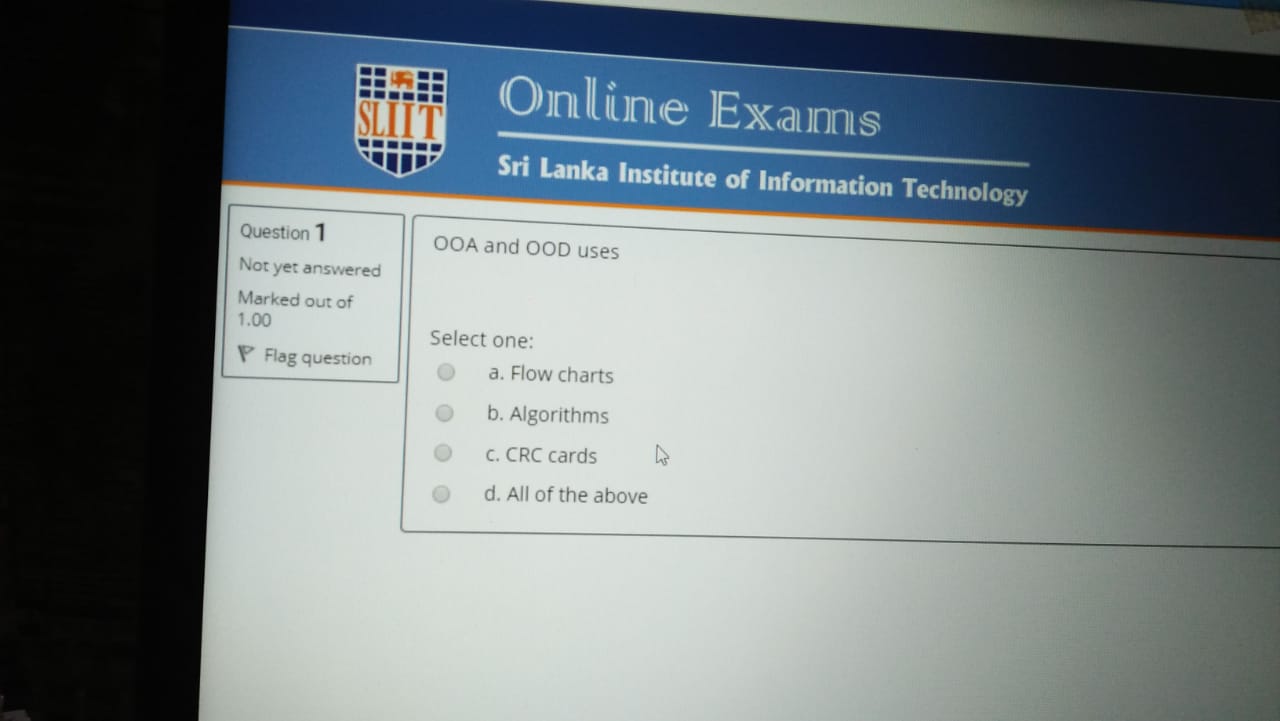 SLIIT
Online Exams
Sri Lanka Institute of Information Technology
Question 1
Not yet answered
Marked out of
1.00
Flag question
OOA and OOD uses
Select one:
a. Flow charts
b. Algorithms
c. CRC cards
d. All of the above